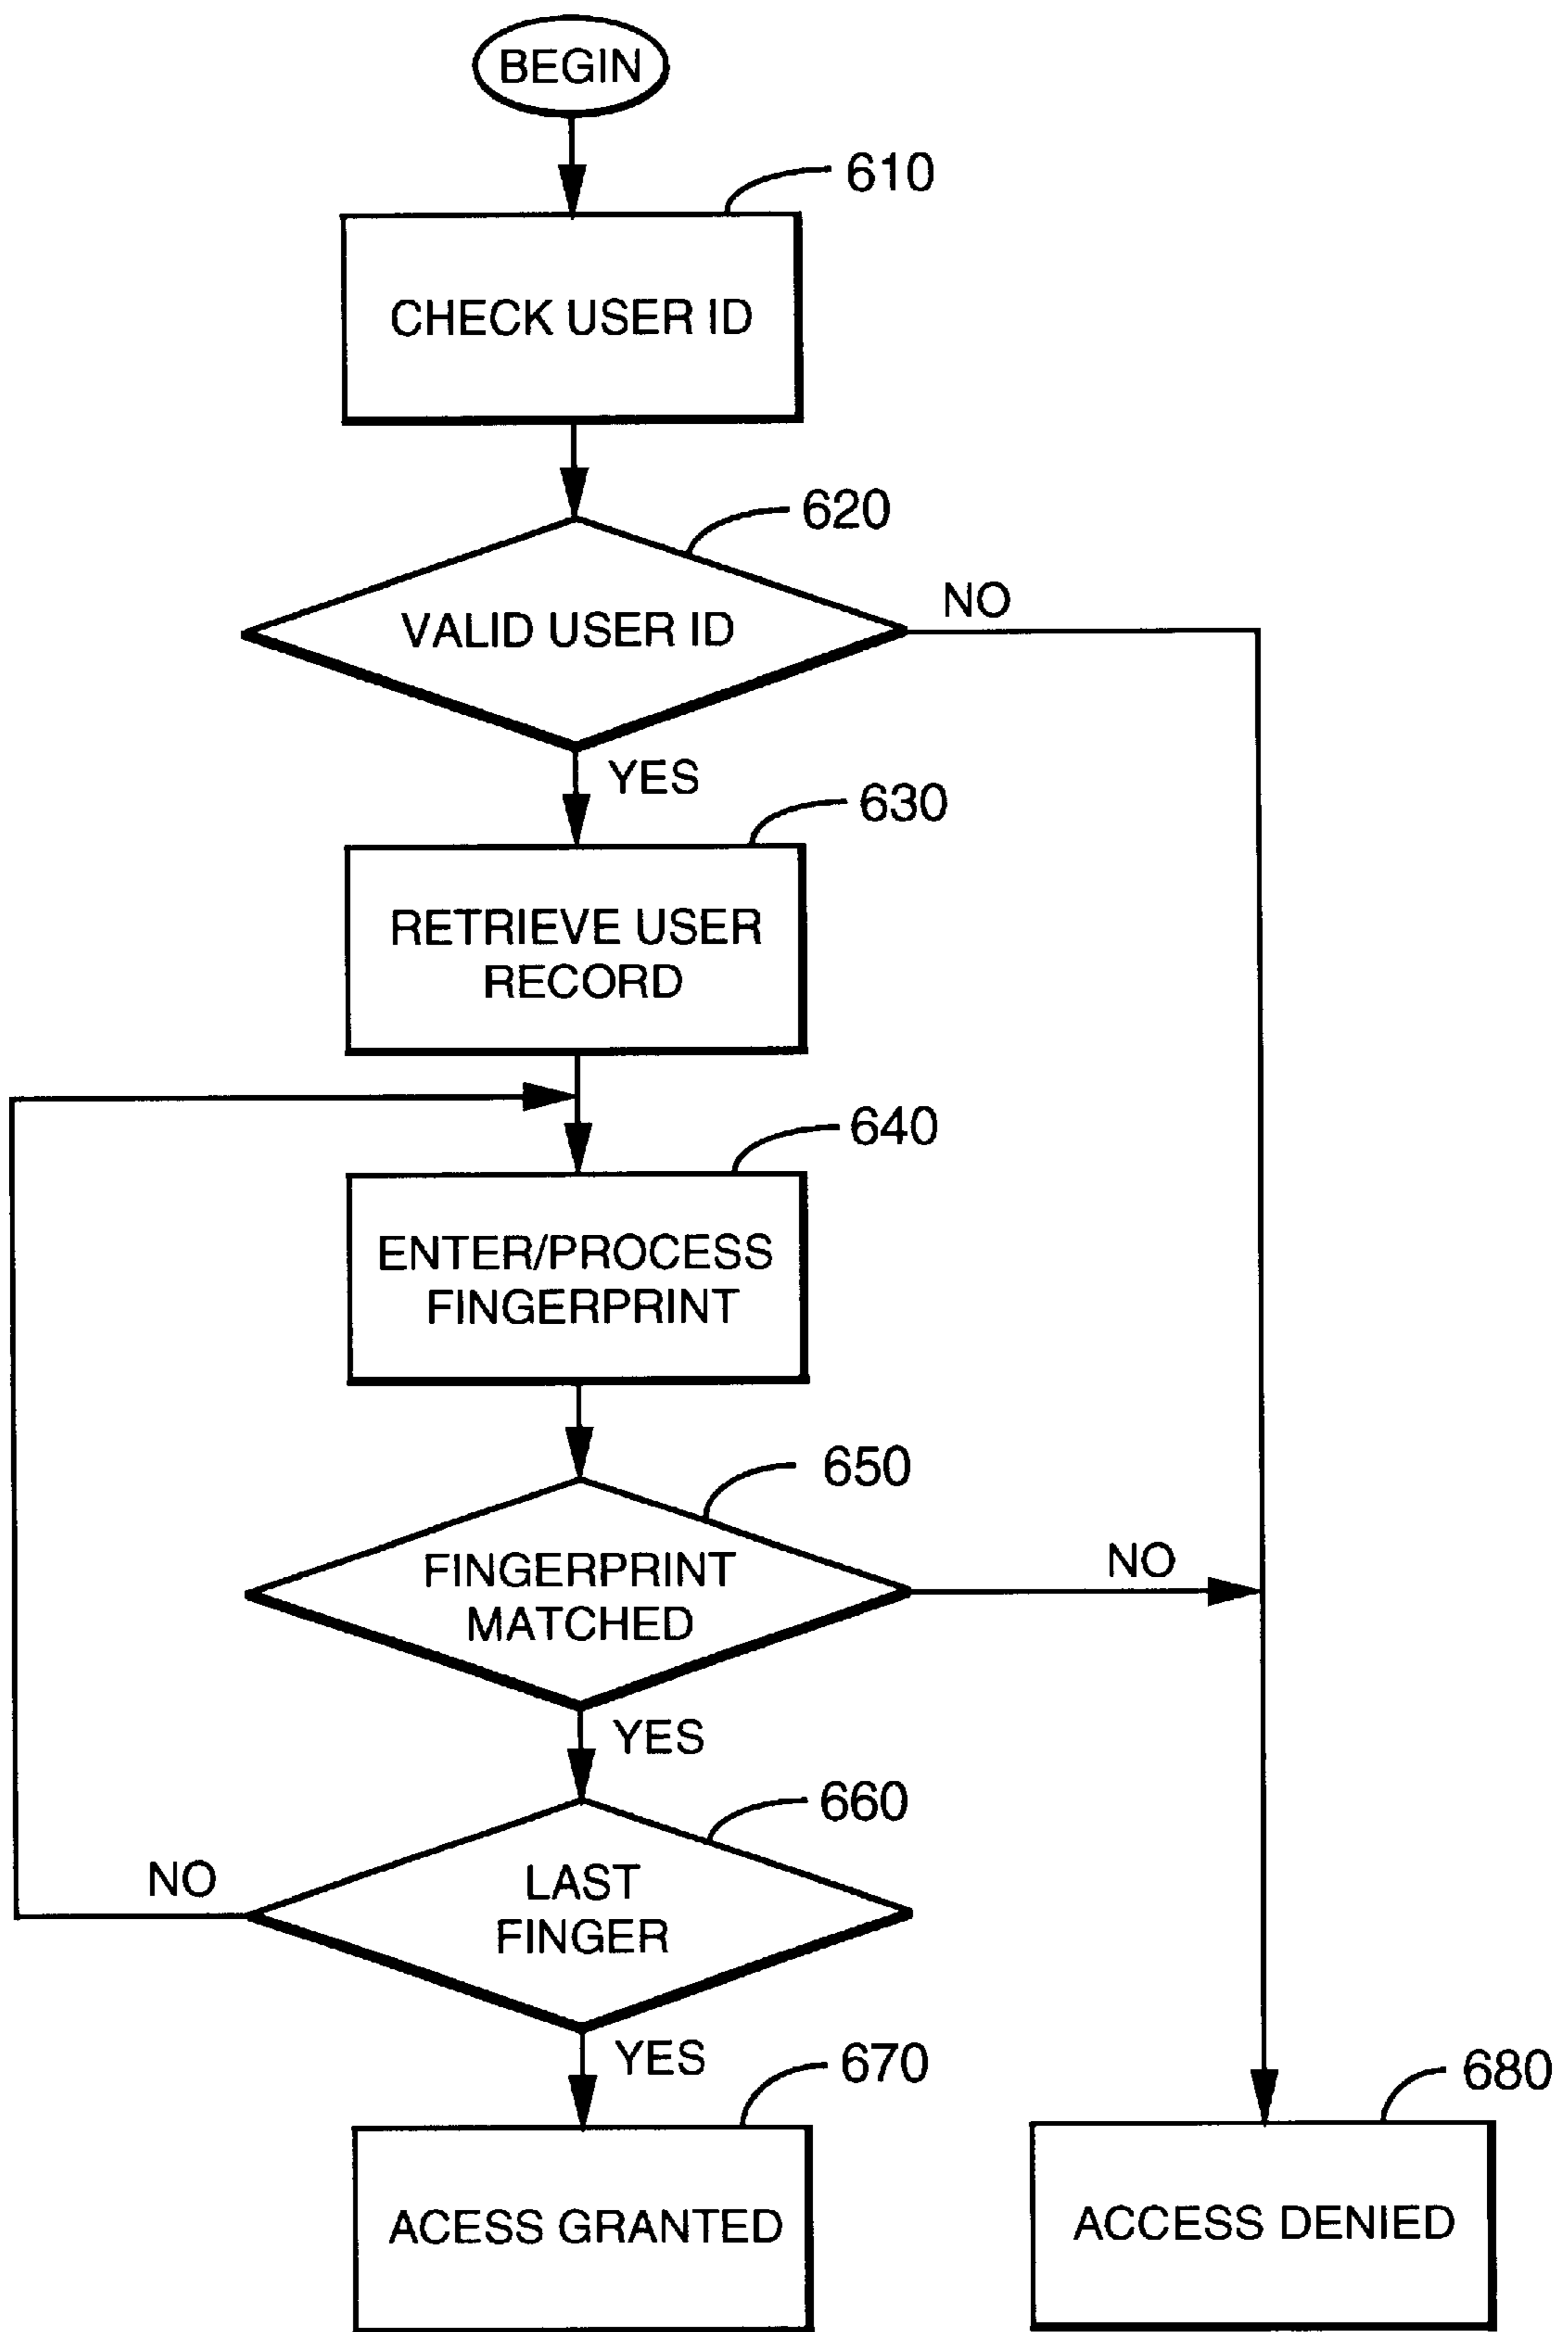 BEGIN
610
CHECK USER ID
620
VALID USER ID
NO
YES
630
RETRIEVE USER
RECORD
640
ENTER/PROCESS
FINGERPRINT
650
FINGERPRINT
MATCHED
NO
YES
660
LAST
FINGER
NO
YES
670
ACESS GRANTED
680
ACCESS DENIED